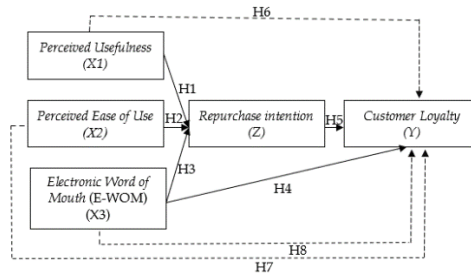 H6
Perceived Usefulness
(X1)
H1
Perceived Ease of Use
(X2)
H2
Repurchase intention
(Z)
H5
Customer Loyalty
(Y)
Electronic Word of
Mouth (E-WOM)
(X3)
H3
H4
H8
H7